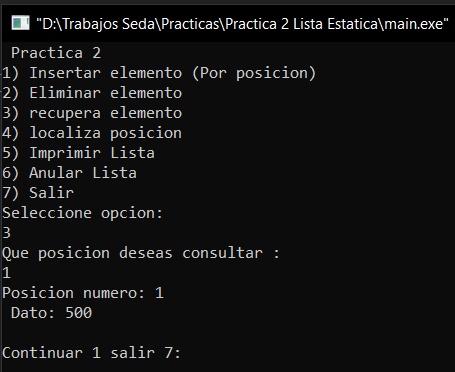 "D:\Trabajos Seda\Practicas\Practica 2 Lista Estatica\main.exe"
Practica 2
1) Insertar elemento (Por posicion)
2) Eliminar elemento
3) recupera elemento
4) localiza posicion
5) Imprimir Lista
6) Anular Lista
7) Salir
Seleccione opcion:
3
Que posicion deseas consultar :
1
Posicion numero: 1
Dato: 500
Continuar 1 salir 7: